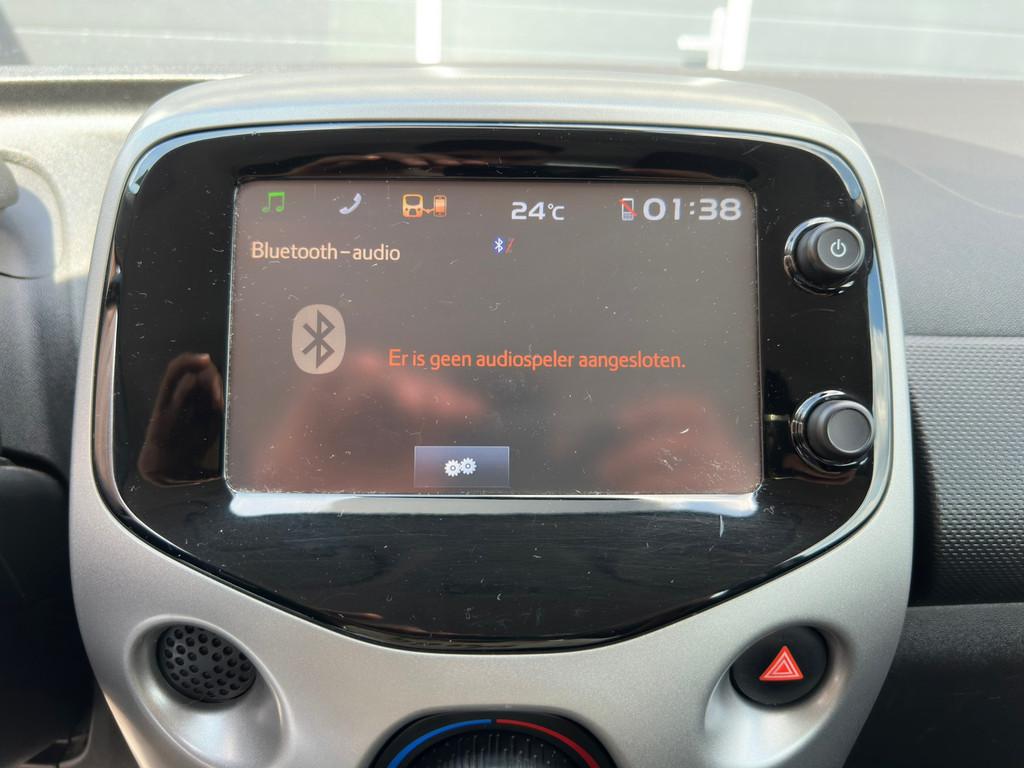 24°C
01:38
Bluetooth-audio
Er is geen audiospeler aangesloten.